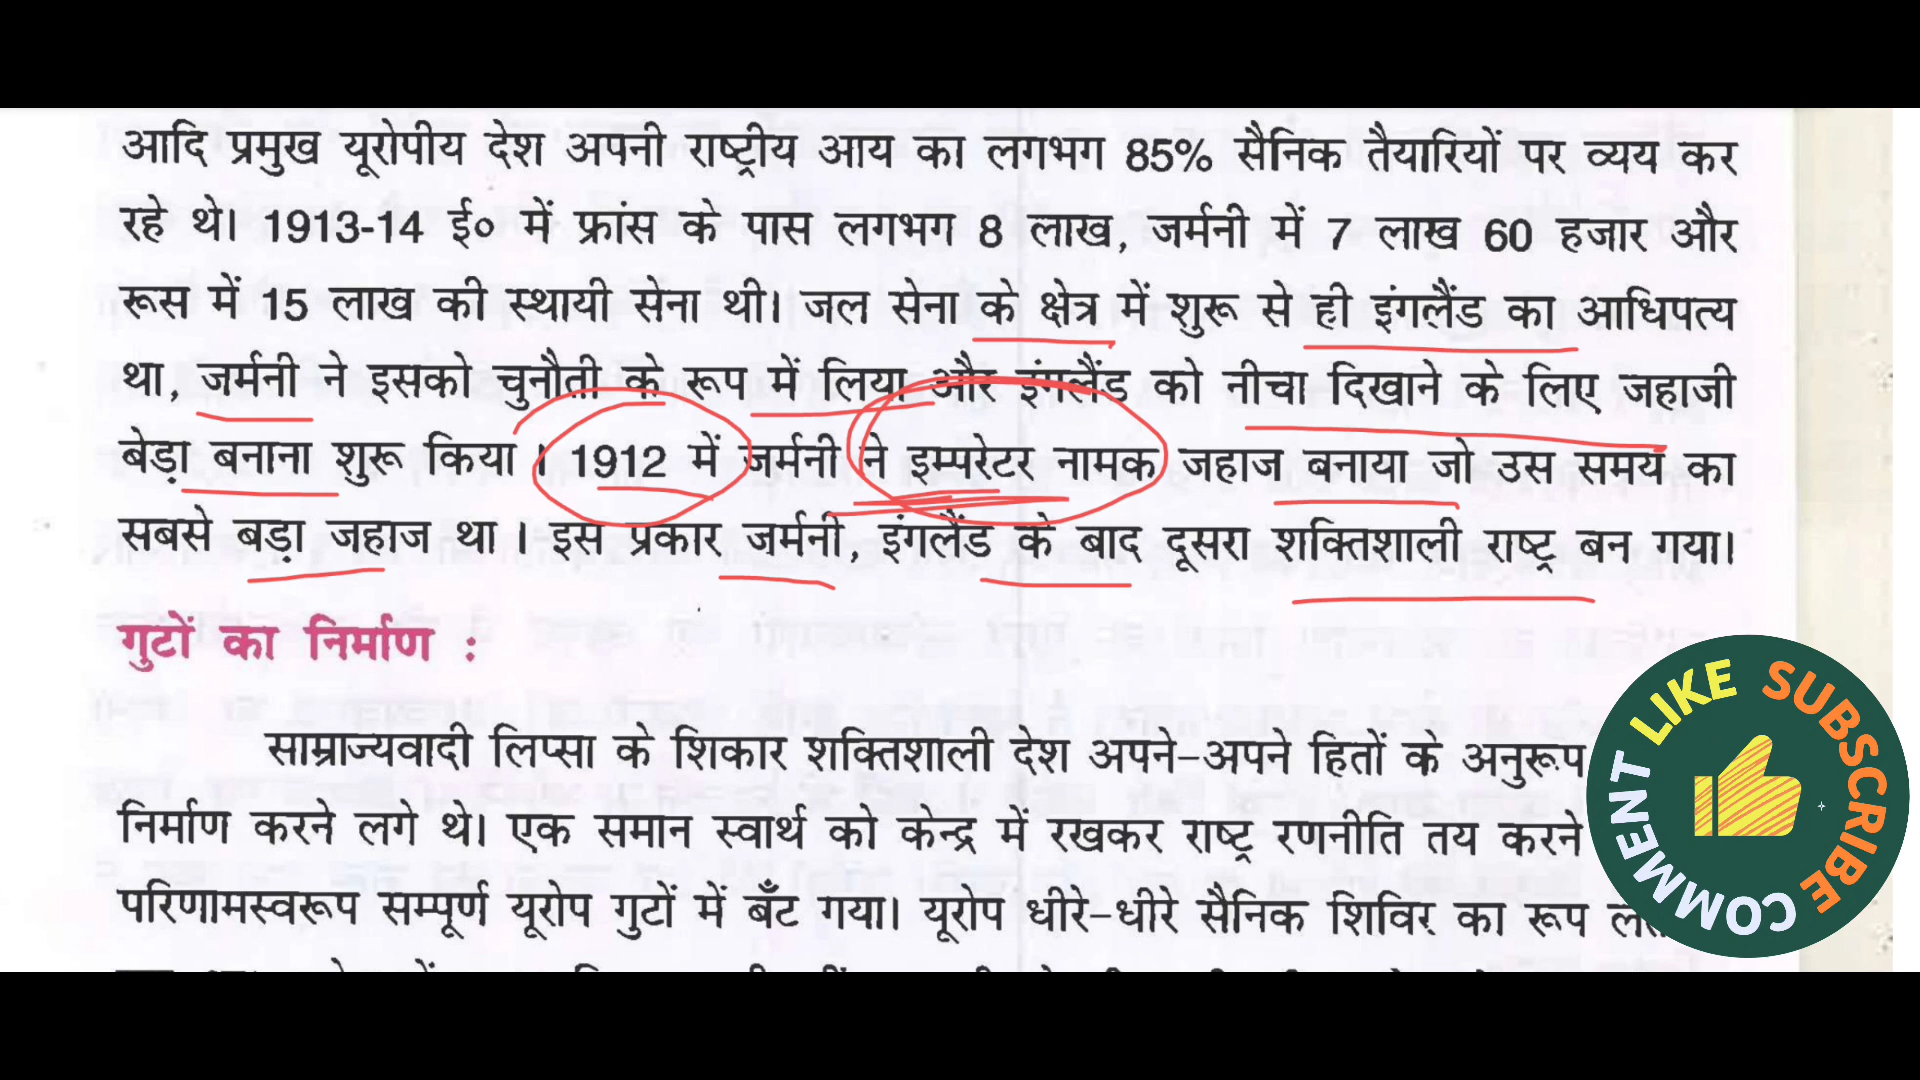 आदि प्रमुख यूरोपीय देश अपनी राष्ट्रीय आय का लगभग 85% सैनिक तैयारियों पर व्यय कर
रहे थे। 1913-14 ई० में फ्रांस के पास लगभग 8 लाख, जर्मनी में 7 लाख 60 हजार और
रूस में 15 लाख की स्थायी सेना थी। जल सेना के क्षेत्र में शुरू से ही इंगलैंड का आधिपत्य
था, जर्मनी ने इसको चुनौती के रूप में लिया और इंगलैंड को नीचा दिखाने के लिए जहाजी
बेड़ा बनाना शुरू किया । 1912 में जर्मनी ने इम्परेटर नामक जहाज बनाया जो उस समय का
सबसे बड़ा जहाज था । इस प्रकार जर्मनी, इंगलैंड के बाद दूसरा शक्तिशाली राष्ट्र बन गया।
गुटों का निर्माण :
साम्राज्यवादी लिप्सा के शिकार शक्तिशाली देश अपने-अपने हितों के अनुरूप
निर्माण करने लगे थे। एक समान स्वार्थ को केन्द्र में रखकर राष्ट्र रणनीति तय करने
परिणामस्वरूप सम्पूर्ण यूरोप गुटों में बँट गया। यूरोप धीरे-धीरे सैनिक शिविर का रूप
LIKE SUBSCRIBE COMMENT